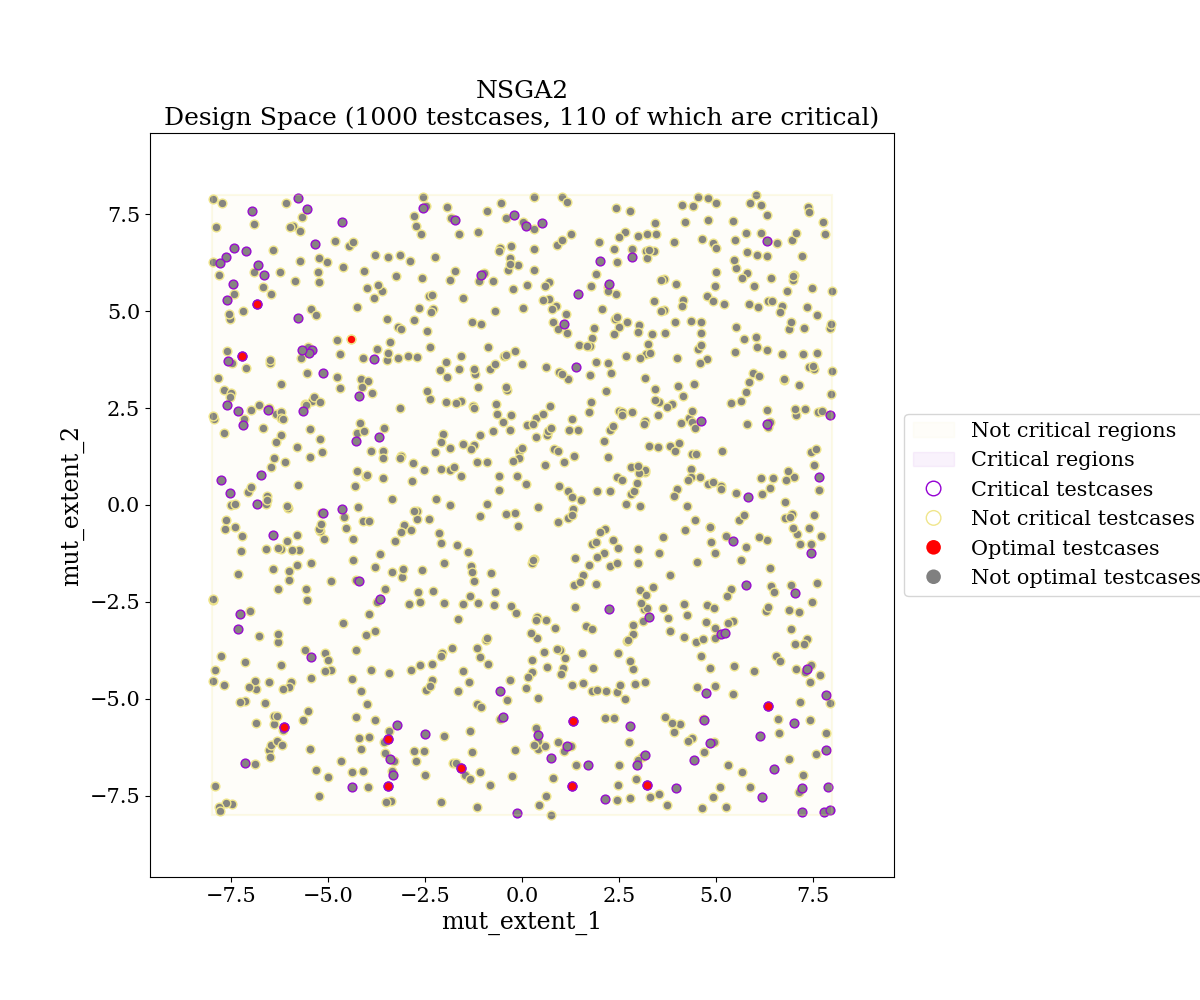 NSGA2
Design Space (1000 testcases, 110 of which are critical)
7.5
5.0
2.5
0.0
−2.5
−5.0
−7.5
mut_extent_2
−7.5
−5.0
−2.5
0.0
2.5
5.0
7.5
mut_extent_1
Not critical regions
Critical regions
Critical testcases
Not critical testcases
Optimal testcases
Not optimal testcases